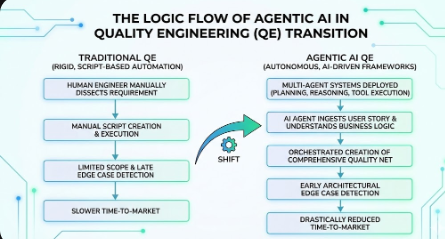 THE LOGIC FLOW OF AGENTIC AI IN
QUALITY ENGINEERING (QE) TRANSITION
TRADITIONAL QE
(RIGID, SCRIPT-BASED AUTOMATION)
HUMAN ENGINEER MANUALLY
DISSECTS REQUIREMENT
MANUAL SCRIPT CREATION
& EXECUTION
LIMITED SCOPE & LATE
EDGE CASE DETECTION
SLOWER TIME-TO-MARKET
SHIFT
AGENTIC AI QE
(AUTONOMOUS, AI-DRIVEN FRAMEWORKS)
MULTI-AGENT SYSTEMS DEPLOYED
(PLANNING, REASONING, TOOL EXECUTION)
AI AGENT INGESTS USER STORY &
UNDERSTANDS BUSINESS LOGIC
ORCHESTRATED CREATION OF
COMPREHENSIVE QUALITY NET
EARLY ARCHITECTURAL
EDGE CASE DETECTION
DRASTICALLY REDUCED
TIME-TO-MARKET